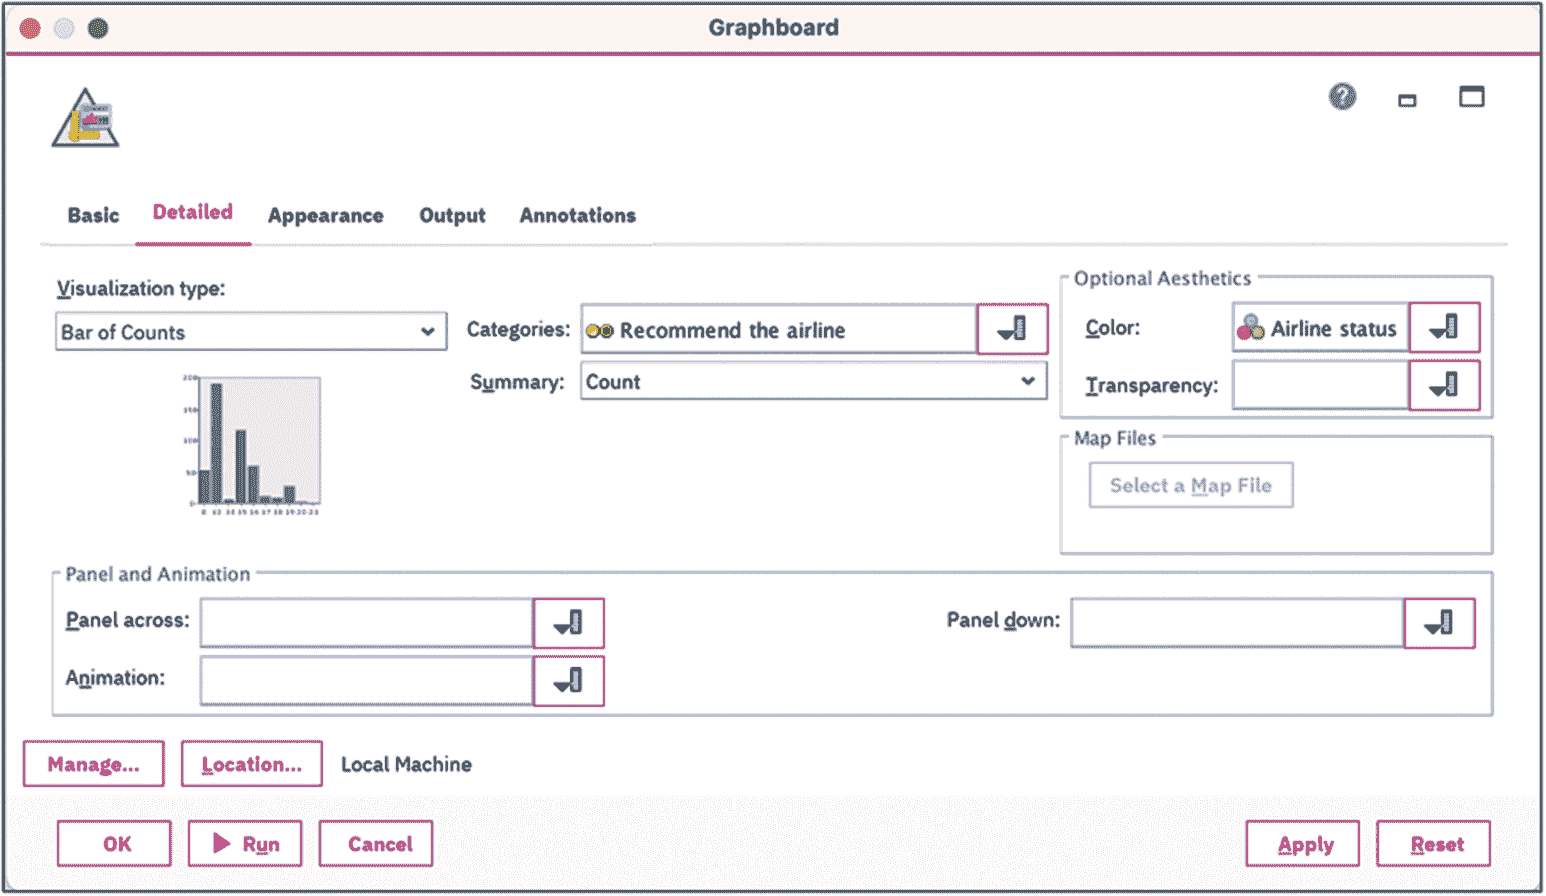 Graphboard
Basic Detailed Appearance Output Annotations
Visualization type:
Bar of Counts
Categories: Recommend the airline
Summary: Count
Optional Aesthetics
Color: Airline status
Transparency:
Map Files
Select a Map File
Panel and Animation
Panel across:
Panel down:
Animation:
Manage... Location... Local Machine
OK Run Cancel Apply Reset